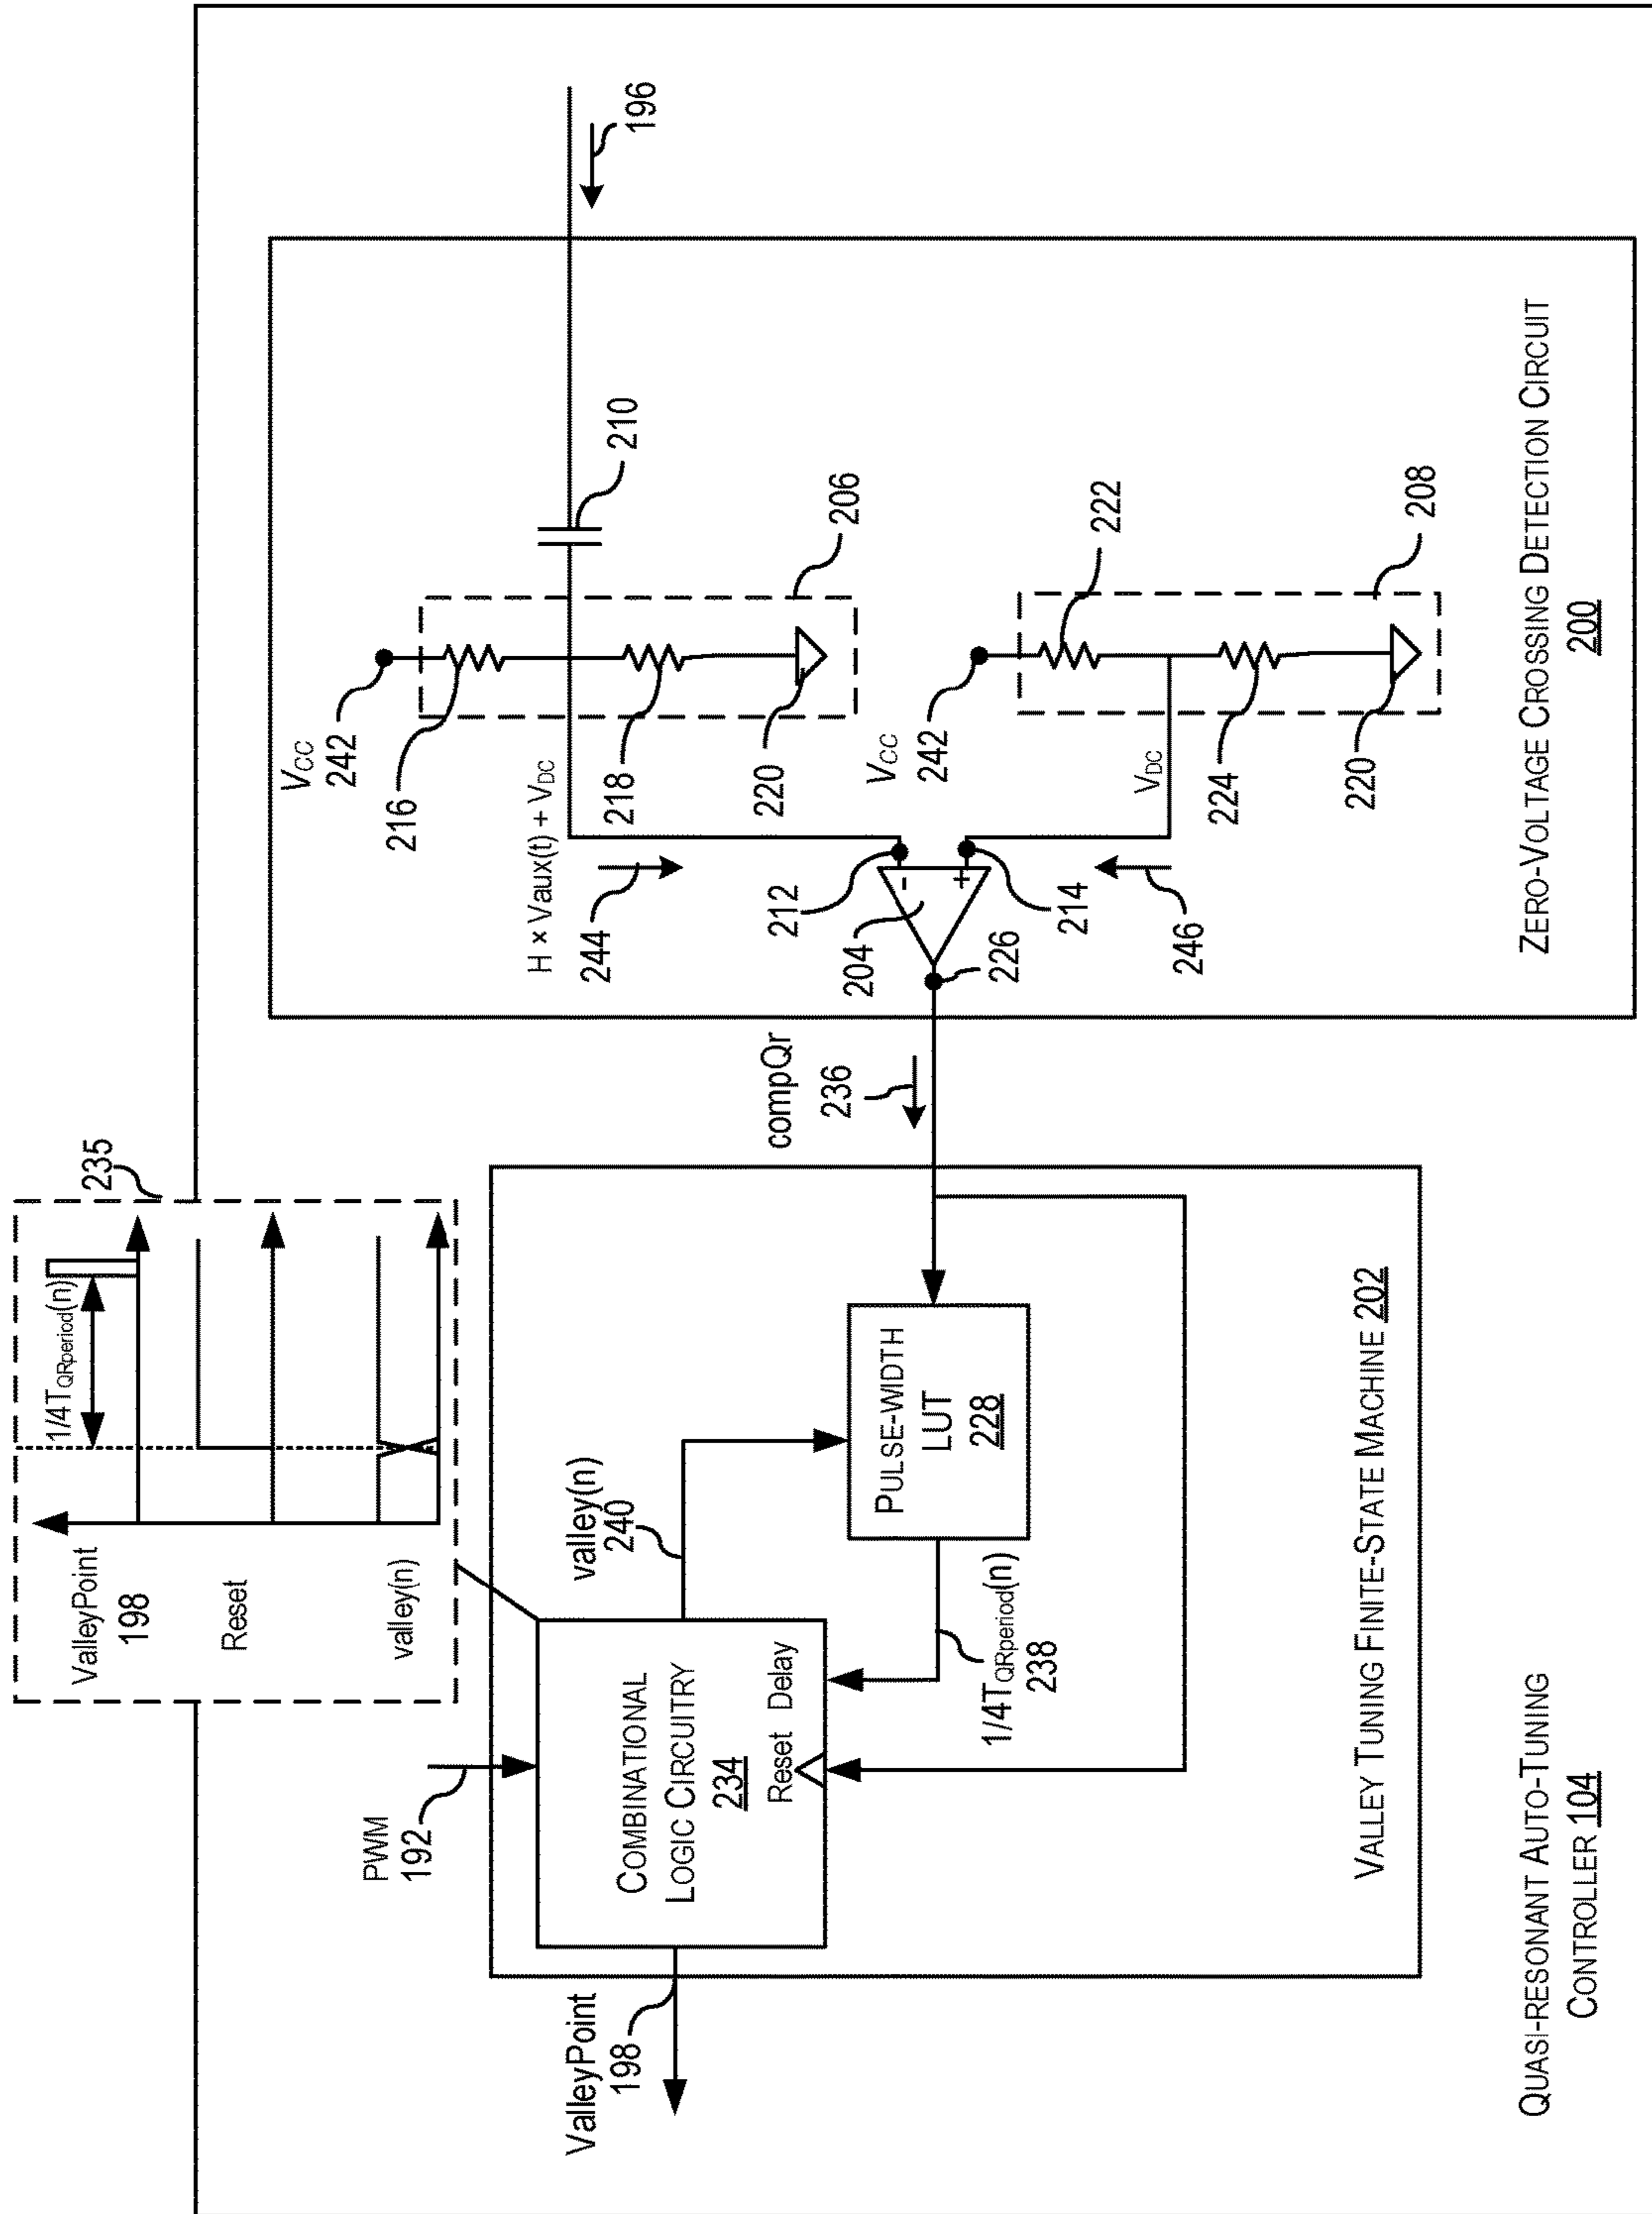 ValleyPoint
198
Reset
valley(n)
1/4TQRperiod(n)
235
PWM
192
ValleyPoint
198
COMBINATIONAL
LOGIC CIRCUITRY
234
Reset
Delay
valley(n)
240
1/4TQRperiod(n)
238
PULSE-WIDTH
LUT
228
VALLEY TUNING FINITE-STATE MACHINE 202
compQr
236
VCC
242
216
H × Vaux(t) + VDC
244
218
220
210
206
196
212
-
204
+
214
226
246
VCC
242
222
VDC
224
220
208
ZERO-VOLTAGE CROSSING DETECTION CIRCUIT
200
QUASI-RESONANT AUTO-TUNING
CONTROLLER 104